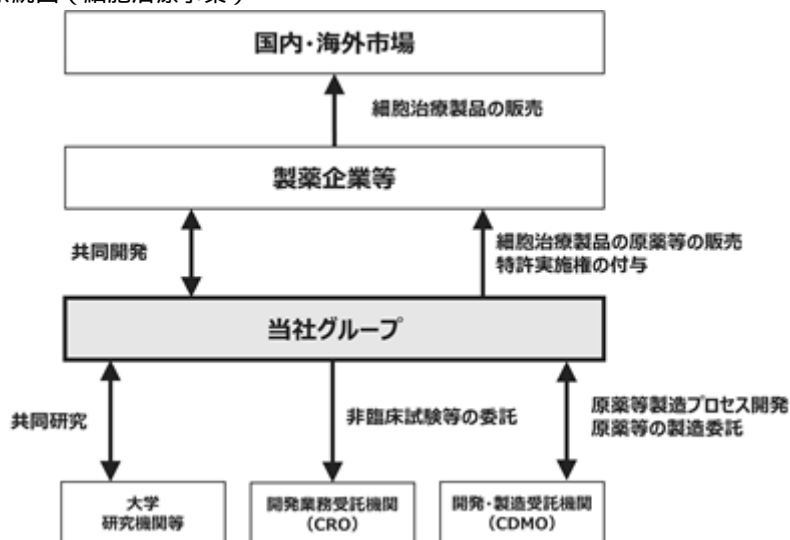 (細胞治療事業)
国内・海外市場
細胞治療製品の販売
製薬企業等
共同開発
細胞治療製品の原薬等の販売
特許実施権の付与
当社グループ
共同研究
非臨床試験等の委託
原薬等製造プロセス開発
原薬等の製造委託
大学
研究機関等
開発業務受託機関
(CRO)
開発・製造受託機関
(CDMO)